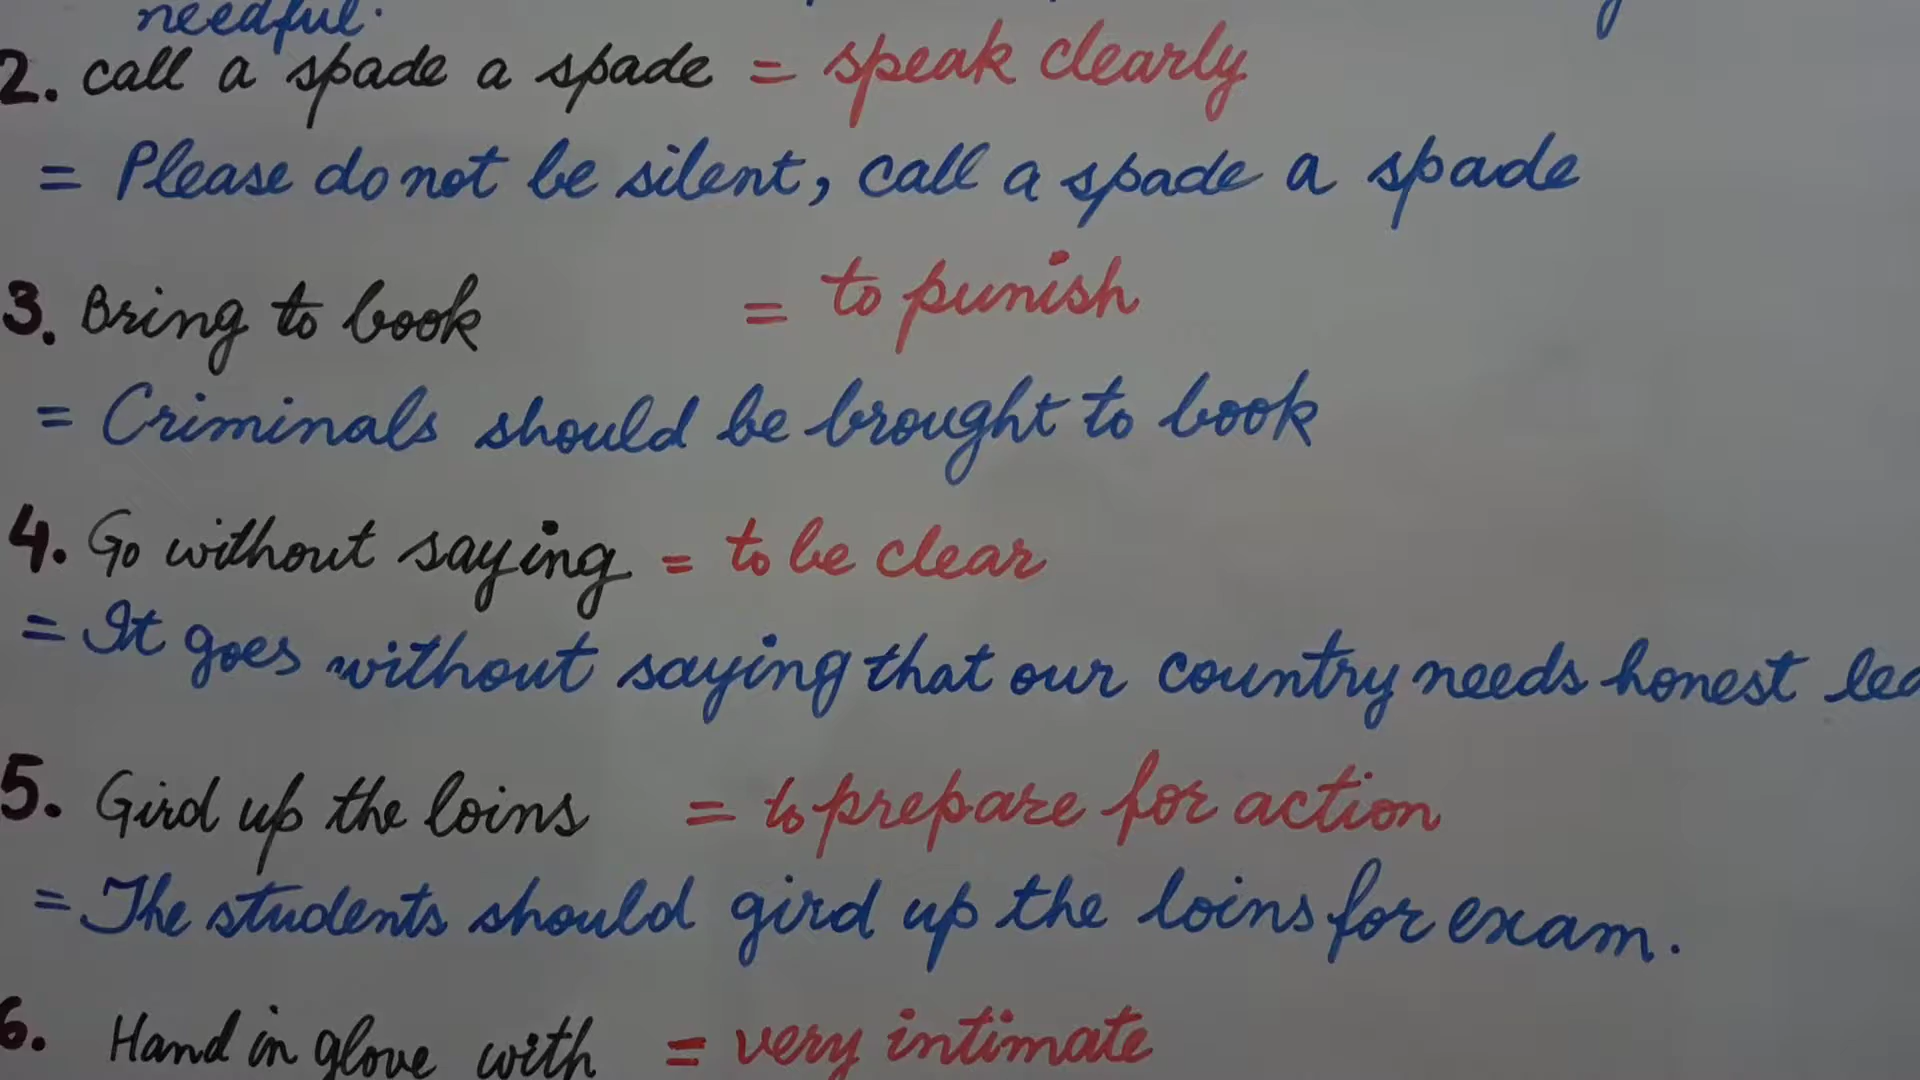 needful.
2. call a spade a spade = speak clearly
= Please do not be silent, call a spade a spade
3. Bring to book = to punish
= Criminals should be brought to book
4. Go without saying = to be clear
= It goes without saying that our country needs honest
5. Gird up the loins = to prepare for action
= The students should gird up the loins for exam.
6. Hand in glove with = very intimate